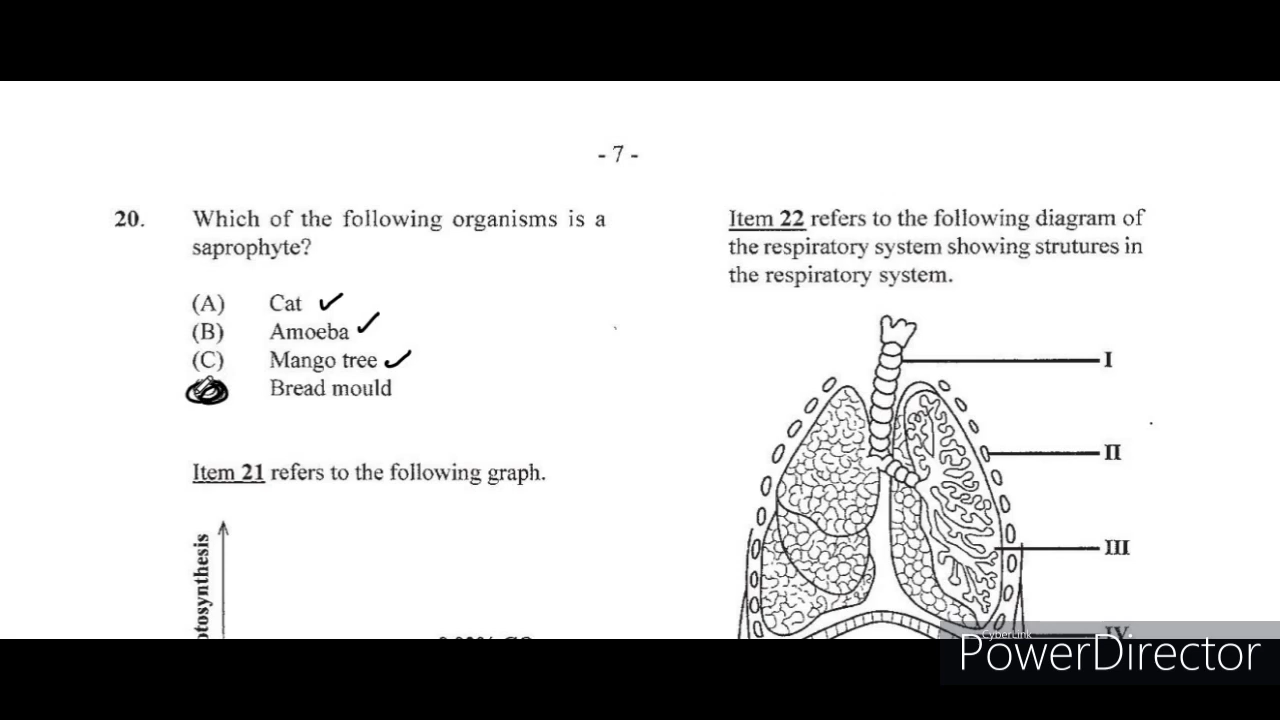 - 7 -
20. Which of the following organisms is a
saprophyte?
(A) Cat
(B) Amoeba
(C) Mango tree
Bread mould
Item 21 refers to the following graph.
Item 22 refers to the following diagram of
the respiratory system showing strutures in
the respiratory system.
I
II
III
IV
CyberLink
PowerDirector